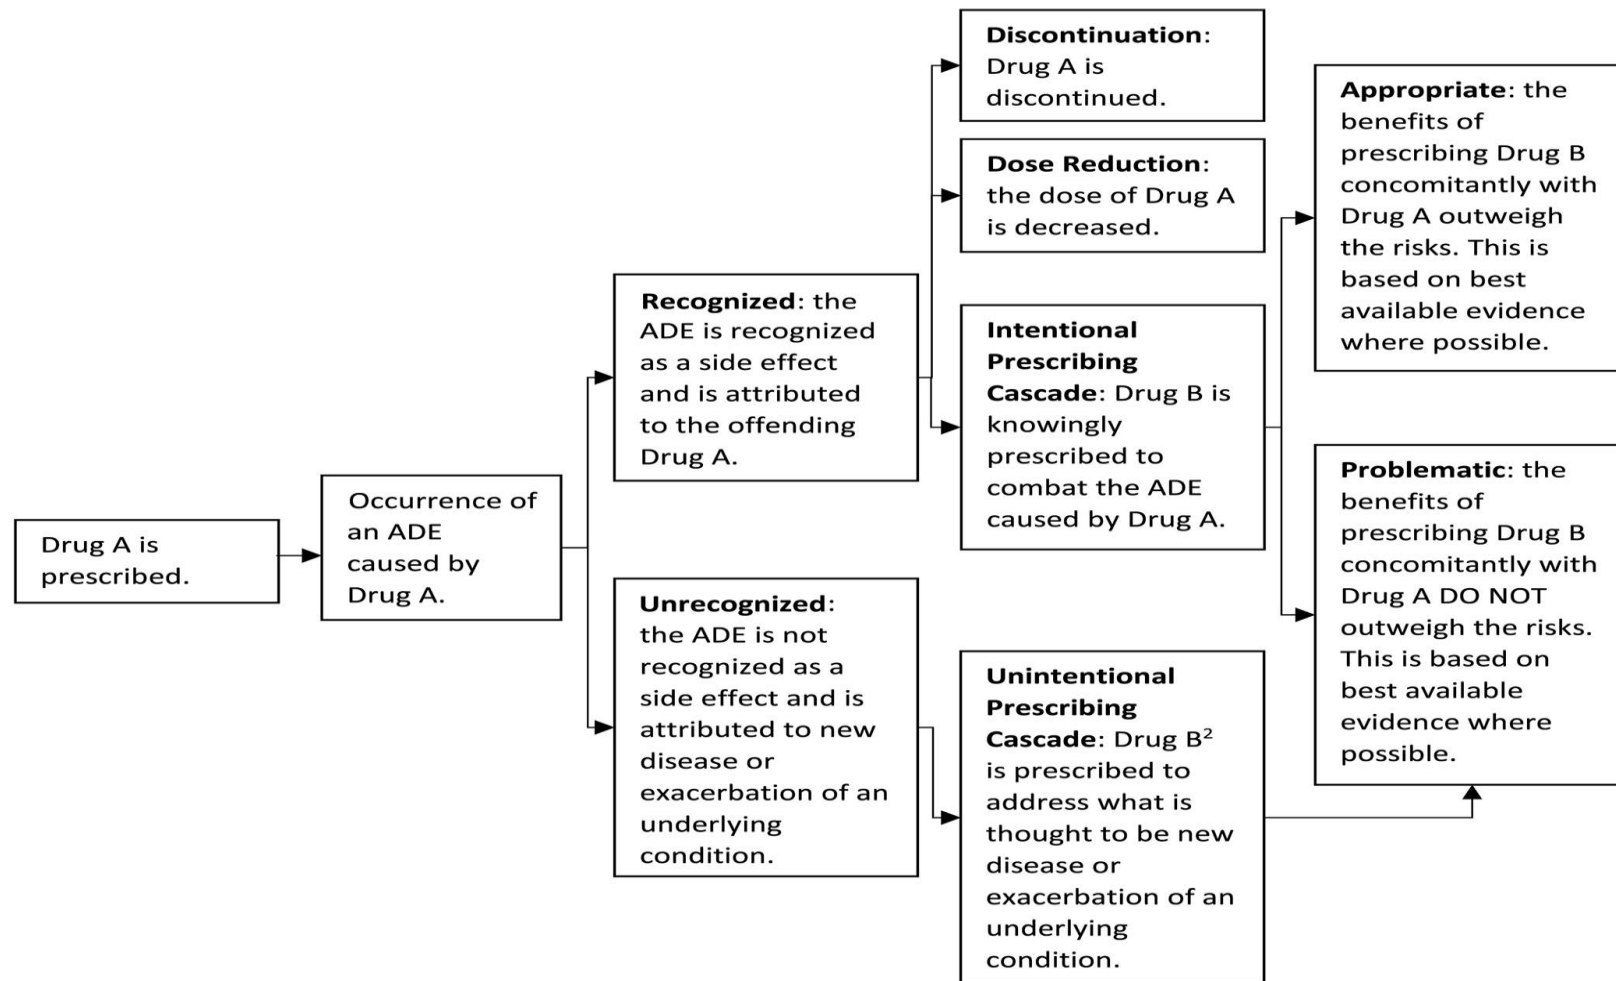 Drug A is
prescribed.
Occurrence of
an ADE
caused by
Drug A.
Recognized: the
ADE is recognized
as a side effect
and is attributed
to the offending
Drug A.
Unrecognized:
the ADE is not
recognized as a
side effect and is
attributed to new
disease or
exacerbation of an
underlying
condition.
Discontinuation:
Drug A is
discontinued.
Dose Reduction:
the dose of Drug A
is decreased.
Intentional
Prescribing
Cascade: Drug B is
knowingly
prescribed to
combat the ADE
caused by Drug A.
Unintentional
Prescribing
Cascade: Drug B²
is prescribed to
address what is
thought to be new
disease or
exacerbation of an
underlying
condition.
Appropriate: the
benefits of
prescribing Drug B
concomitantly with
Drug A outweigh
the risks. This is
based on best
available evidence
where possible.
Problematic: the
benefits of
prescribing Drug B
concomitantly with
Drug A DO NOT
outweigh the risks.
This is based on
best available
evidence where
possible.